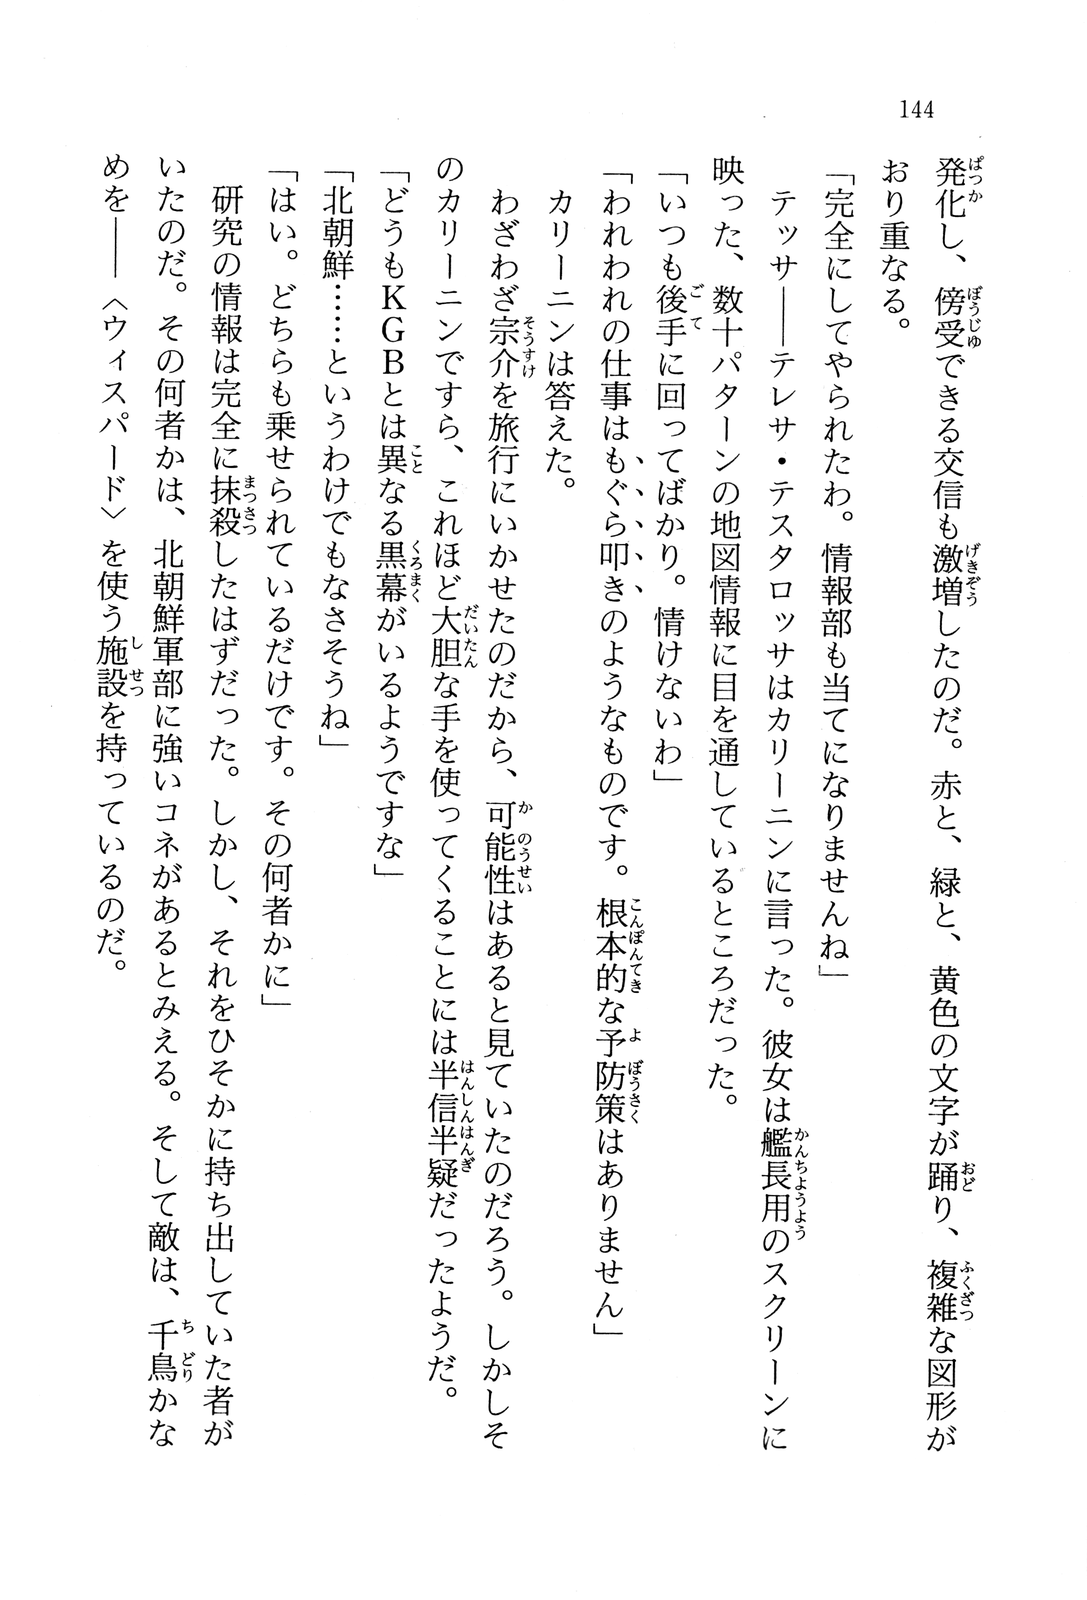 144
発化し、傍受できる交信も激増したのだ。赤と、緑と、黄色の文字が踊り、複雑な図形が
おり重なる。
「完全にしてやられたわ。情報部も当てになりませんね」
　テッサ――テレサ・テスタロッサはカリーニンに言った。彼女は艦長用のスクリーンに
映った、数十パターンの地図情報に目を通しているところだった。
「いつも後手に回ってばかり。情けないわ」
「われわれの仕事はもぐら叩きのようなものです。根本的な予防策はありません」
　カリーニンは答えた。
　わざわざ宗介を旅行にいかせたのだから、可能性はあると見ていたのだろう。しかしそ
のカリーニンですら、これほど大胆な手を使ってくることには半信半疑だったようだ。
「どうもＫＧＢとは異なる黒幕がいるようですな」
「北朝鮮……というわけでもなさそうね」
「はい。どちらも乗せられているだけです。その何者かに」
　研究の情報は完全に抹殺したはずだった。しかし、それをひそかに持ち出していた者が
いたのだ。その何者かは、北朝鮮軍部に強いコネがあるとみえる。そして敵は、千鳥かな
めを――〈ウィスパード〉を使う施設を持っているのだ。